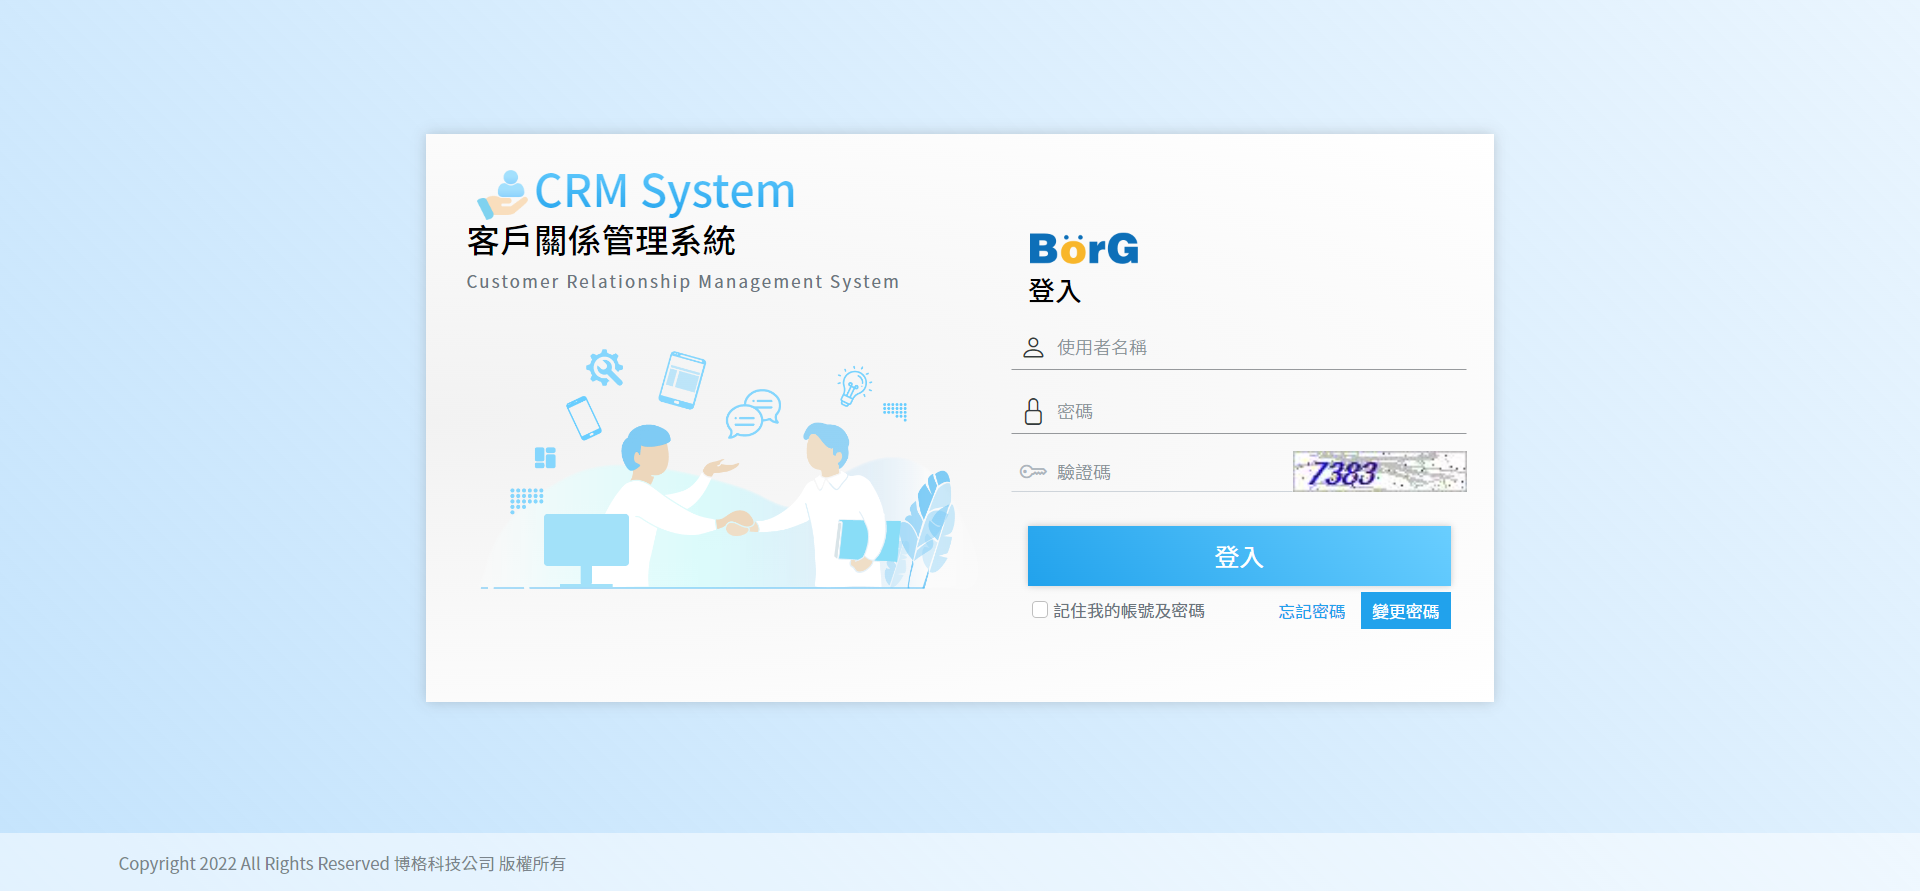 CRM System
客戶關係管理系統
Customer Relationship Management System
BörG
登入
使用者名稱
密碼
驗證碼
7383
登入
記住我的帳號及密碼
忘記密碼
變更密碼
Copyright 2022 All Rights Reserved 博格科技公司 版權所有